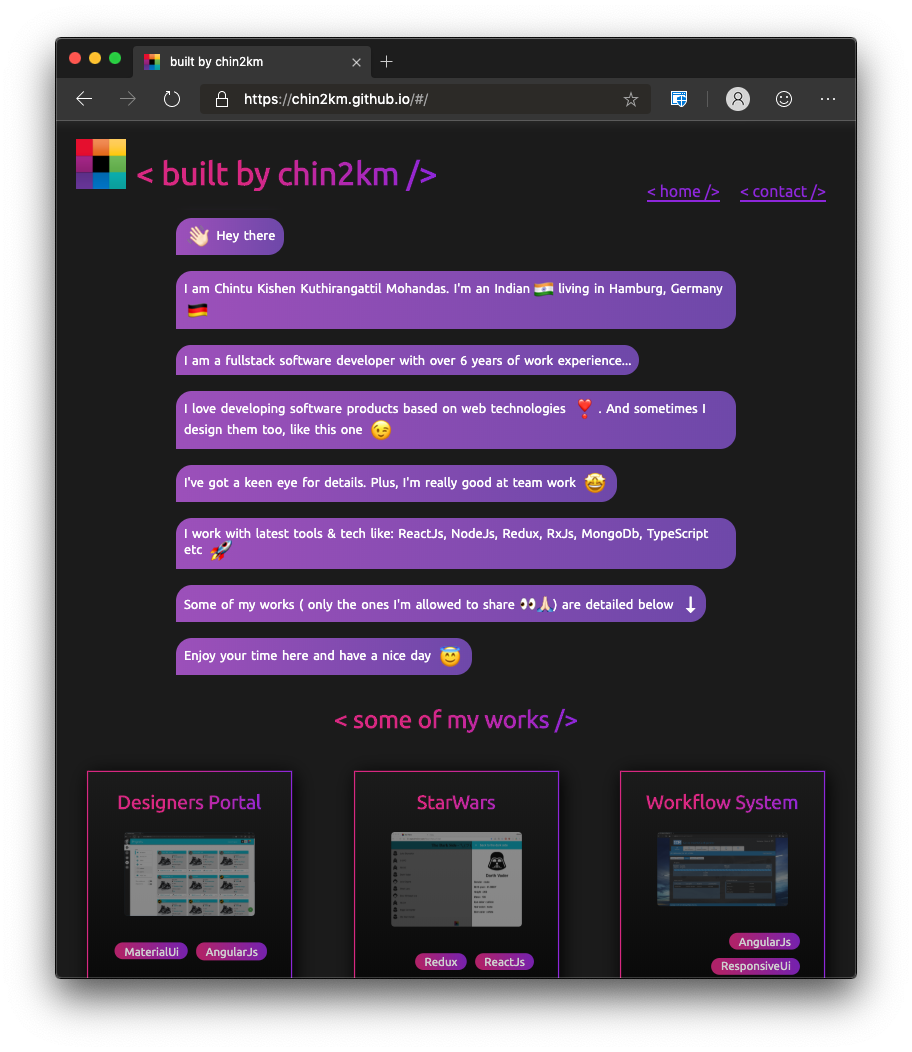 built by chin2km
https://chin2km.github.io/#/
< built by chin2km />
< home />
< contact />
👋🏻 Hey there
I am Chintu Kishen Kuthirangattil Mohandas. I'm an Indian 🇮🇳 living in Hamburg, Germany
🇩🇪
I am a fullstack software developer with over 6 years of work experience...
I love developing software products based on web technologies ❣️ . And sometimes I
design them too, like this one 😉
I've got a keen eye for details. Plus, I'm really good at team work 🤩
I work with latest tools & tech like: ReactJs, NodeJs, Redux, RxJs, MongoDb, TypeScript
etc 🚀
Some of my works ( only the ones I'm allowed to share 👀🙏🏻) are detailed below ↓
Enjoy your time here and have a nice day 😇
< some of my works />
Designers Portal
StarWars
Workflow System
Darth Vader
MaterialUi
AngularJs
Redux
ReactJs
AngularJs
ResponsiveUi